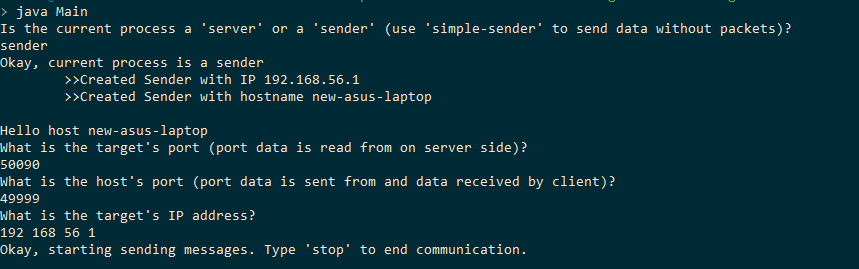 > java Main
Is the current process a 'server' or a 'sender' (use 'simple-sender' to send data without packets)?
sender
Okay, current process is a sender
        >>Created Sender with IP 192.168.56.1
        >>Created Sender with hostname new-asus-laptop

Hello host new-asus-laptop
What is the target's port (port data is read from on server side)?
50090
What is the host's port (port data is sent from and data received by client)?
49999
What is the target's IP address?
192 168 56 1
Okay, starting sending messages. Type 'stop' to end communication.